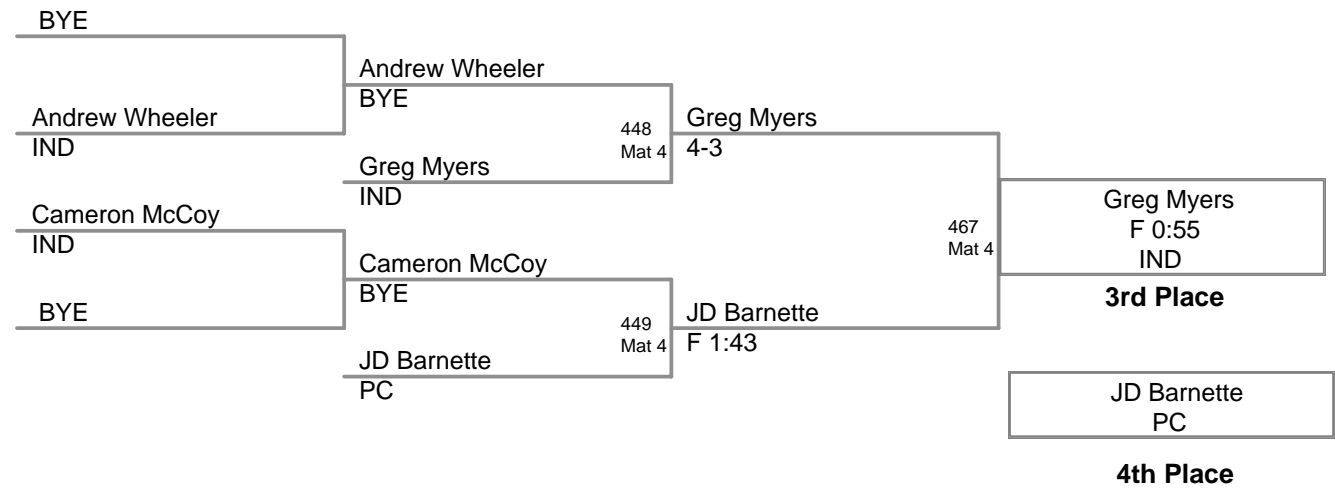 BYE
Andrew Wheeler
IND
Cameron McCoy
IND
BYE
Andrew Wheeler
BYE
Greg Myers
IND
Cameron McCoy
BYE
JD Barnette
PC
448
Mat 4
Greg Myers
4-3
449
Mat 4
JD Barnette
F 1:43
467
Mat 4
Greg Myers
F 0:55
IND
3rd Place
JD Barnette
PC
4th Place